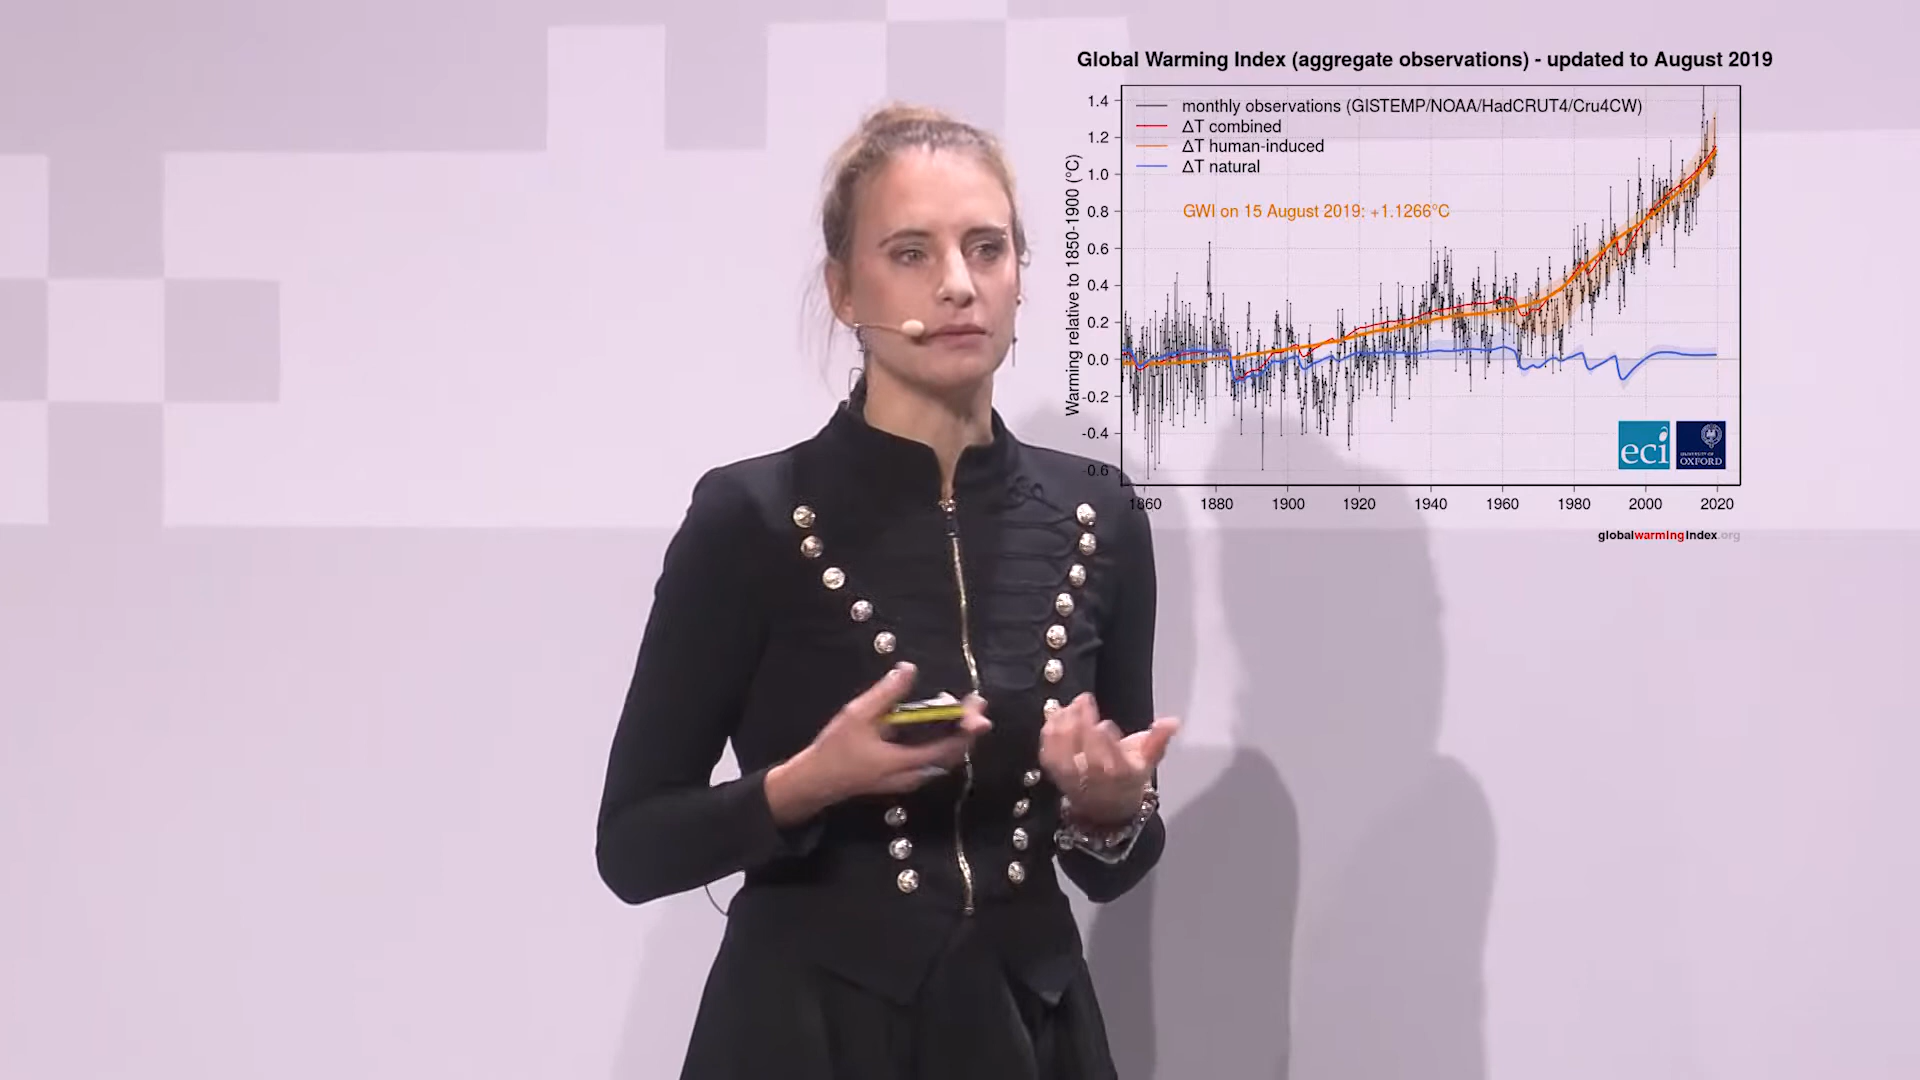 Global Warming Index (aggregate observations) - updated to August 2019
monthly observations (GISTEMP/NOAA/HadCRUT4/Cru4CW)
ΔT combined
ΔT human-induced
ΔT natural
GWI on 15 August 2019: +1.1266°C
Warming relative to 1850-1900 (°C)
1.4
1.2
1.0
0.8
0.6
0.4
0.2
0.0
-0.2
-0.4
-0.6
1860 1880 1900 1920 1940 1960 1980 2000 2020
eci
UNIVERSITY OF
OXFORD
globalwarmingindex.org